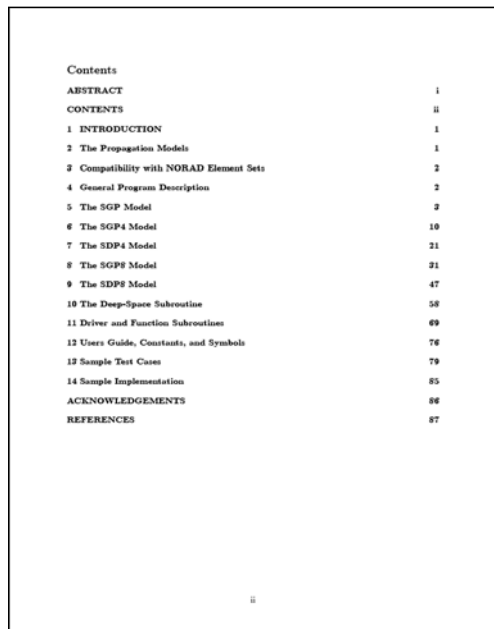 Contents
ABSTRACT i
CONTENTS ii
1 INTRODUCTION 1
2 The Propagation Models 1
3 Compatibility with NORAD Element Sets 2
4 General Program Description 2
5 The SGP Model 3
6 The SGP4 Model 10
7 The SDP4 Model 21
8 The SGP8 Model 31
9 The SDP8 Model 47
10 The Deep-Space Subroutine 58
11 Driver and Function Subroutines 69
12 Users Guide, Constants, and Symbols 76
13 Sample Test Cases 79
14 Sample Implementation 85
ACKNOWLEDGEMENTS 86
REFERENCES 87
ii